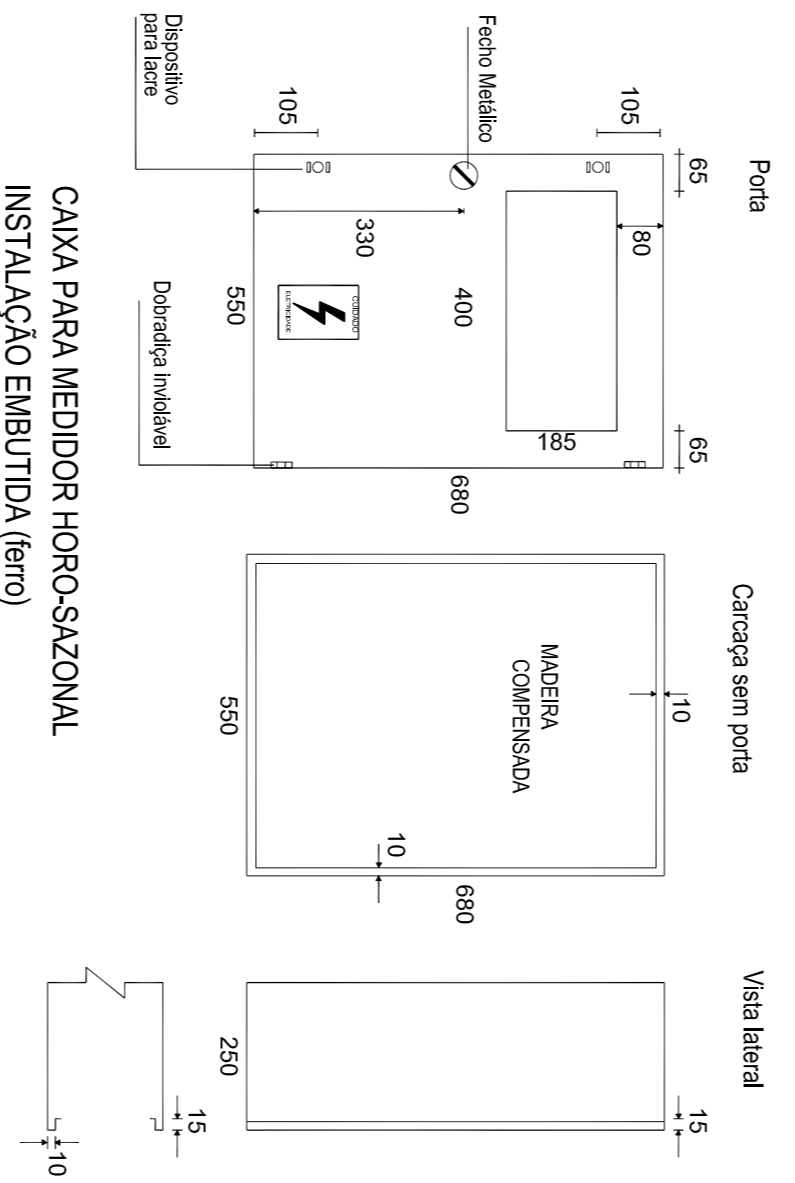 Porta
65
65
80
105
105
Fecho Metálico
Dispositivo
para lacre
330
400
185
680
CUIDADO
ELETRICIDADE
550
Dobradiça inviolável
Carcaça sem porta
10
MADEIRA
COMPENSADA
10
680
550
Vista lateral
15
250
15
10
CAIXA PARA MEDIDOR HORO-SAZONAL
INSTALAÇÃO EMBUTIDA (ferro)